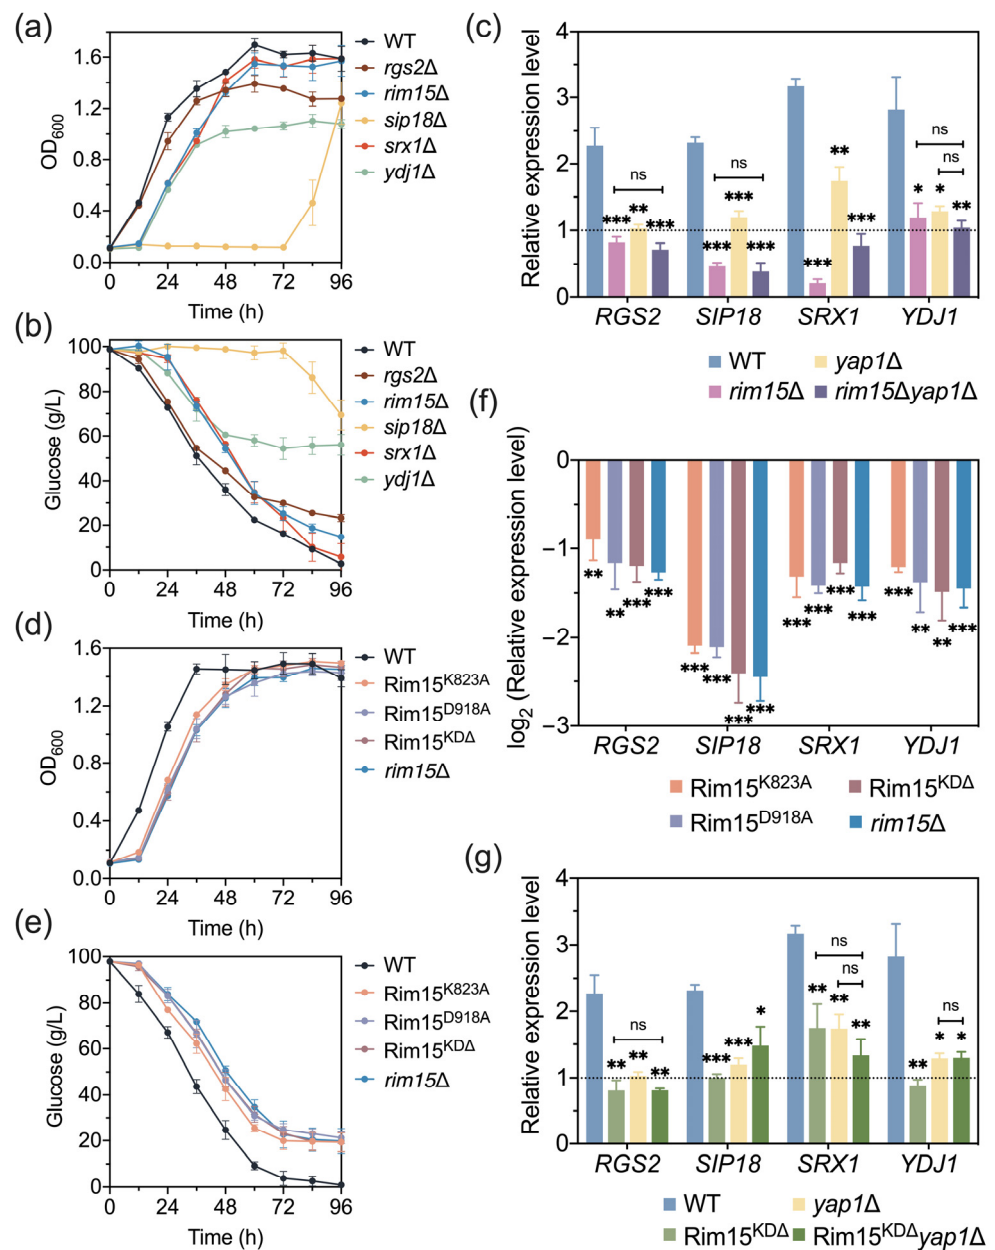 (a)
WT
rgs2Δ
rim15Δ
sip18Δ
srx1Δ
ydj1Δ
OD600
1.6
1.2
0.8
0.4
0.0
0 24 48 72 96
Time (h)
(b)
WT
rgs2Δ
rim15Δ
sip18Δ
srx1Δ
ydj1Δ
Glucose (g/L)
100
80
60
40
20
0
0 24 48 72 96
Time (h)
(d)
WT
Rim15K823A
Rim15D918A
Rim15KDΔ
rim15Δ
OD600
1.6
1.2
0.8
0.4
0.0
0 24 48 72 96
Time (h)
(e)
WT
Rim15K823A
Rim15D918A
Rim15KDΔ
rim15Δ
Glucose (g/L)
100
80
60
40
20
0
0 24 48 72 96
Time (h)
(c)
Relative expression level
4
3
2
1
0
ns
ns
ns
ns
*** ** ***
*** *** ***
*** ** ***
* * **
RGS2 SIP18 SRX1 YDJ1
WT yap1Δ
rim15Δ rim15Δyap1Δ
(f)
log2 (Relative expression level)
0
−1
−2
−3
** ** *** ***
*** *** *** ***
*** *** *** ***
*** ** ** ***
RGS2 SIP18 SRX1 YDJ1
Rim15K823A Rim15KDΔ
Rim15D918A rim15Δ
(g)
Relative expression level
4
3
2
1
0
ns
ns
ns
ns
** ** **
*** *** *
** ** **
** * *
RGS2 SIP18 SRX1 YDJ1
WT yap1Δ
Rim15KDΔ Rim15KDΔyap1Δ